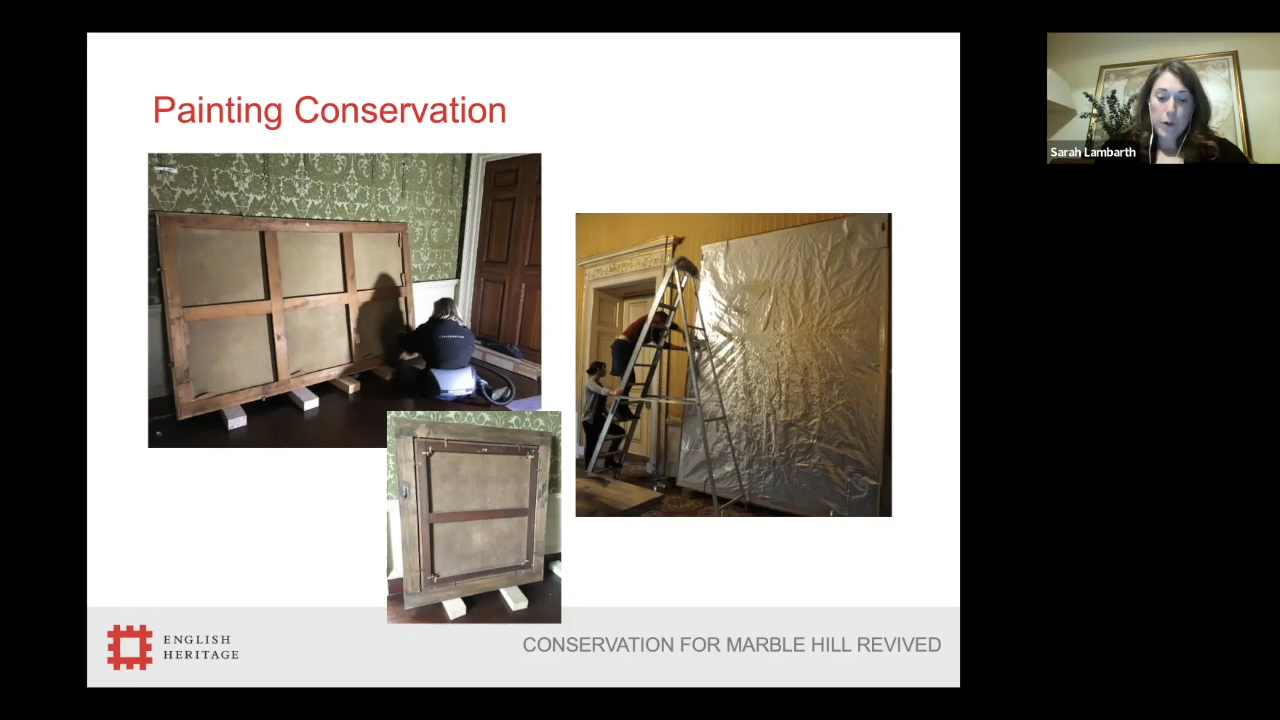 Painting Conservation
Sarah Lambarth
ENGLISH
HERITAGE
CONSERVATION FOR MARBLE HILL REVIVED